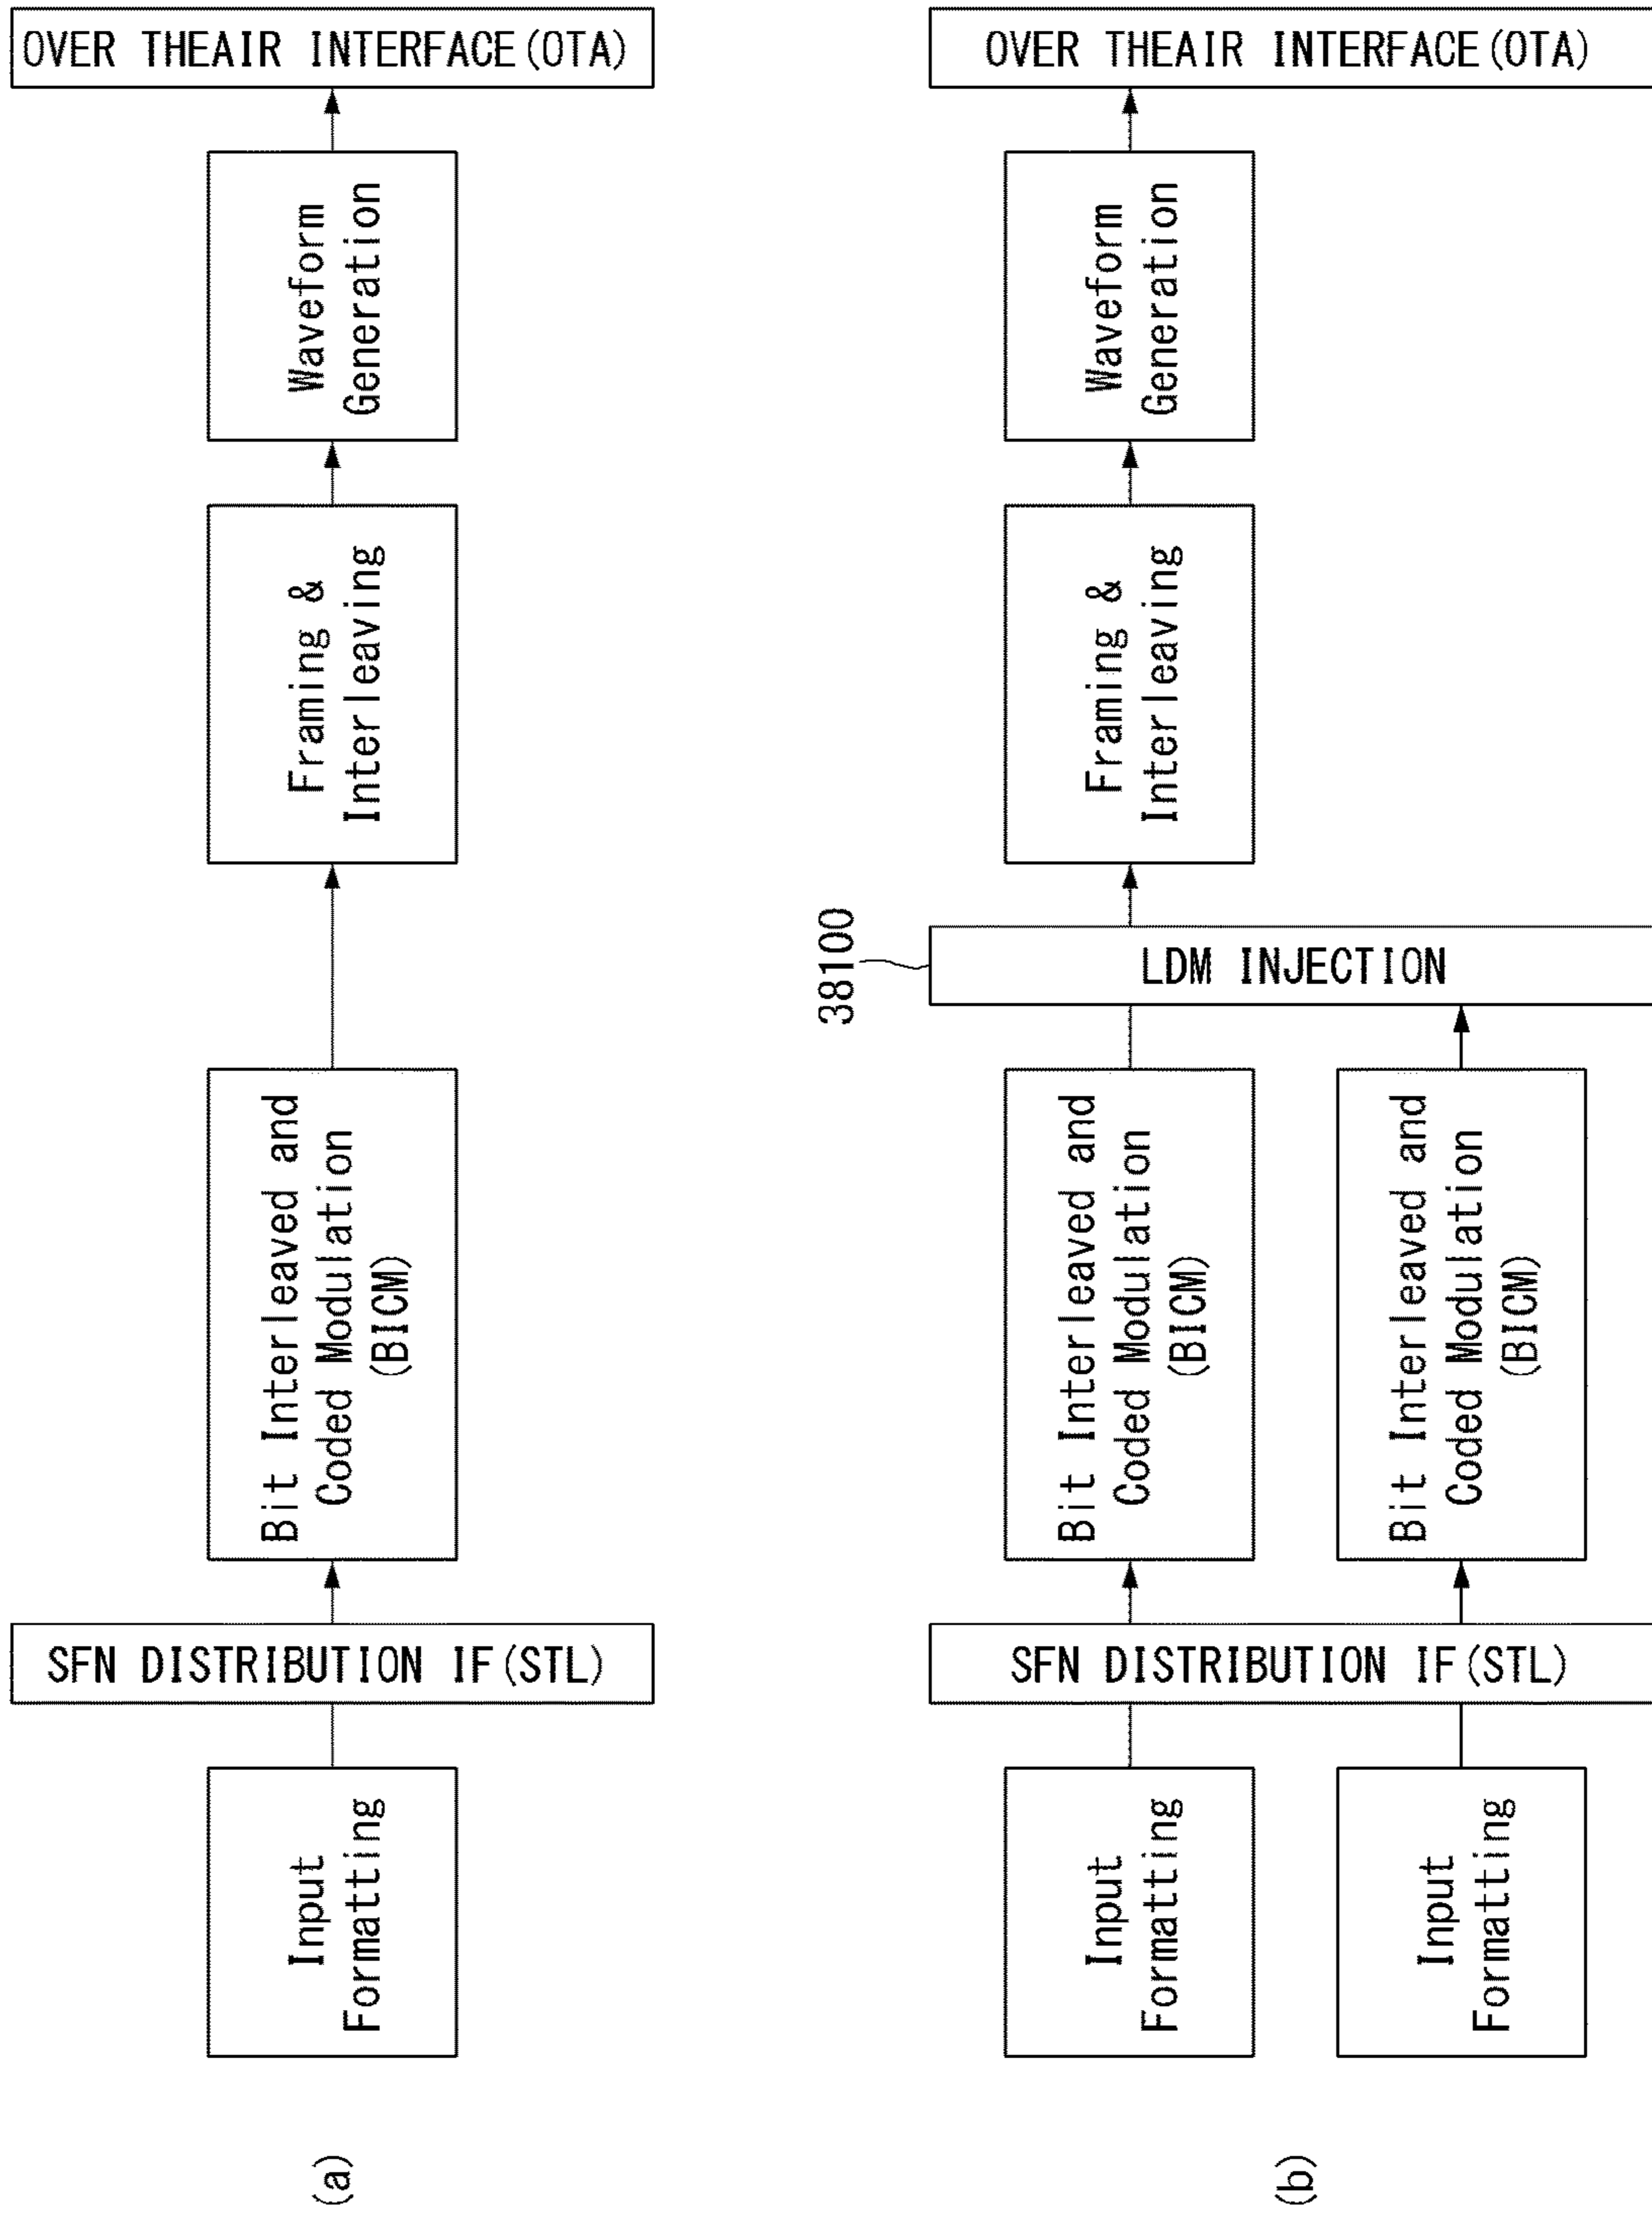 (a)
Input
Formatting
SFN DISTRIBUTION IF(STL)
Bit Interleaved and
Coded Modulation
(BICM)
Framing &
Interleaving
Waveform
Generation
OVER THEAIR INTERFACE(OTA)
(b)
Input
Formatting
Input
Formatting
SFN DISTRIBUTION IF(STL)
Bit Interleaved and
Coded Modulation
(BICM)
Bit Interleaved and
Coded Modulation
(BICM)
38100
LDM INJECTION
Framing &
Interleaving
Waveform
Generation
OVER THEAIR INTERFACE(OTA)